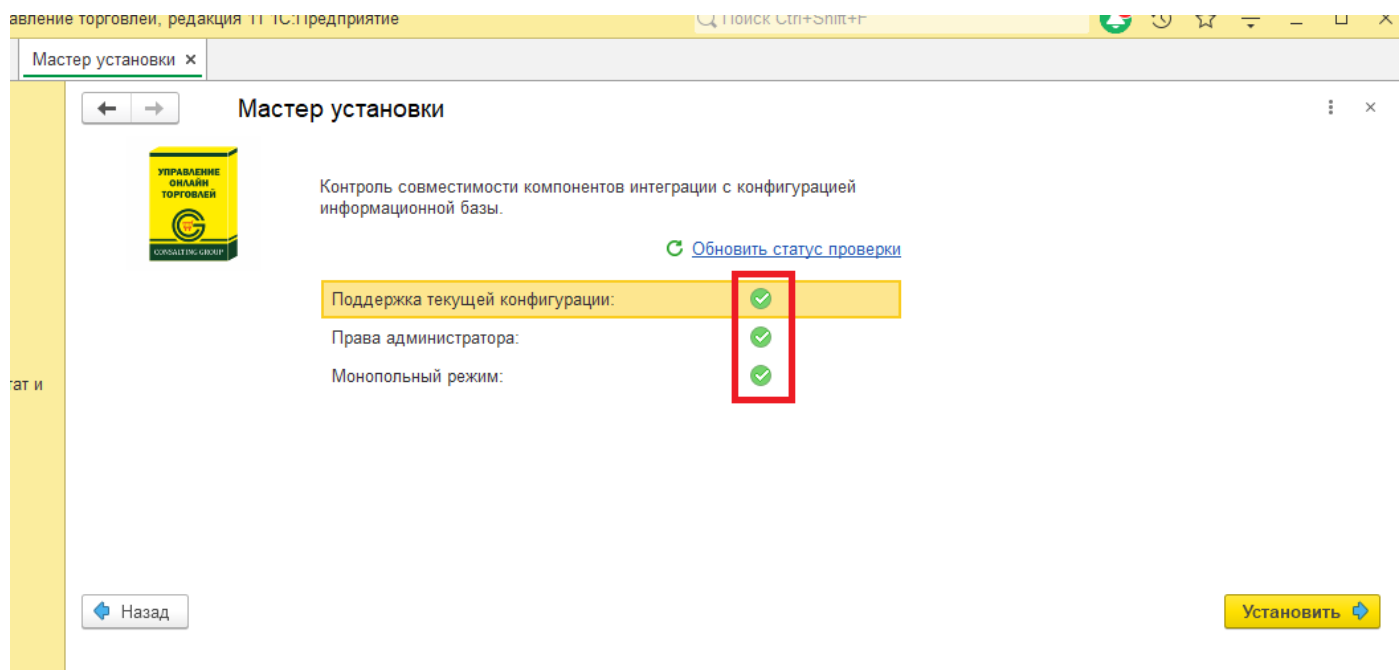 авление торговлей, редакция 11 1С:Предприятие
Поиск Ctrl+Shift+F
Мастер установки
Мастер установки
УПРАВЛЕНИЕ
ОНЛАЙН
ТОРГОВЛЕЙ
CONSALTING GROUP
Контроль совместимости компонентов интеграции с конфигурацией
информационной базы.
Обновить статус проверки
Поддержка текущей конфигурации:
Права администратора:
Монопольный режим:
тат и
Назад
Установить